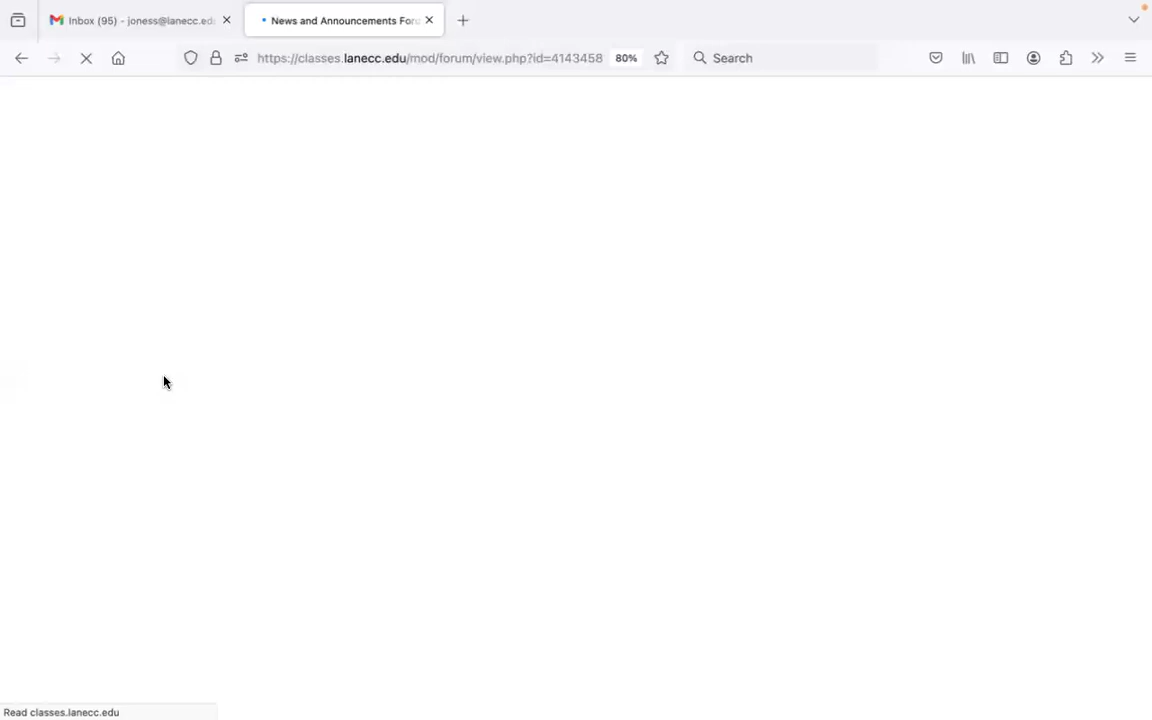 Inbox (95) - joness@lanecc.edu
News and Announcements Foru
https://classes.lanecc.edu/mod/forum/view.php?id=4143458
80%
Search
Read classes.lanecc.edu